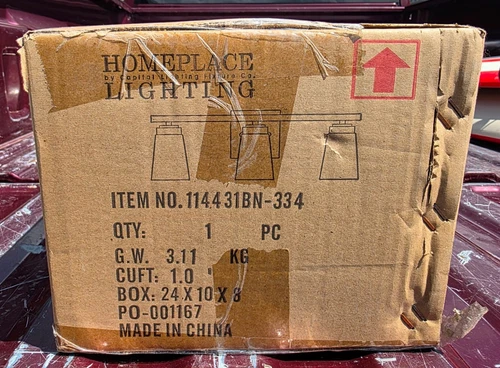 HOMEPLACE
by Capital Lighting Fixture Co.
LIGHTING
ITEM NO. 114431BN-334
QTY: 1 PC
G.W. 3.11 KG
CUFT: 1.0 "
BOX: 24 X 10 X 8
PO-001167
MADE IN CHINA